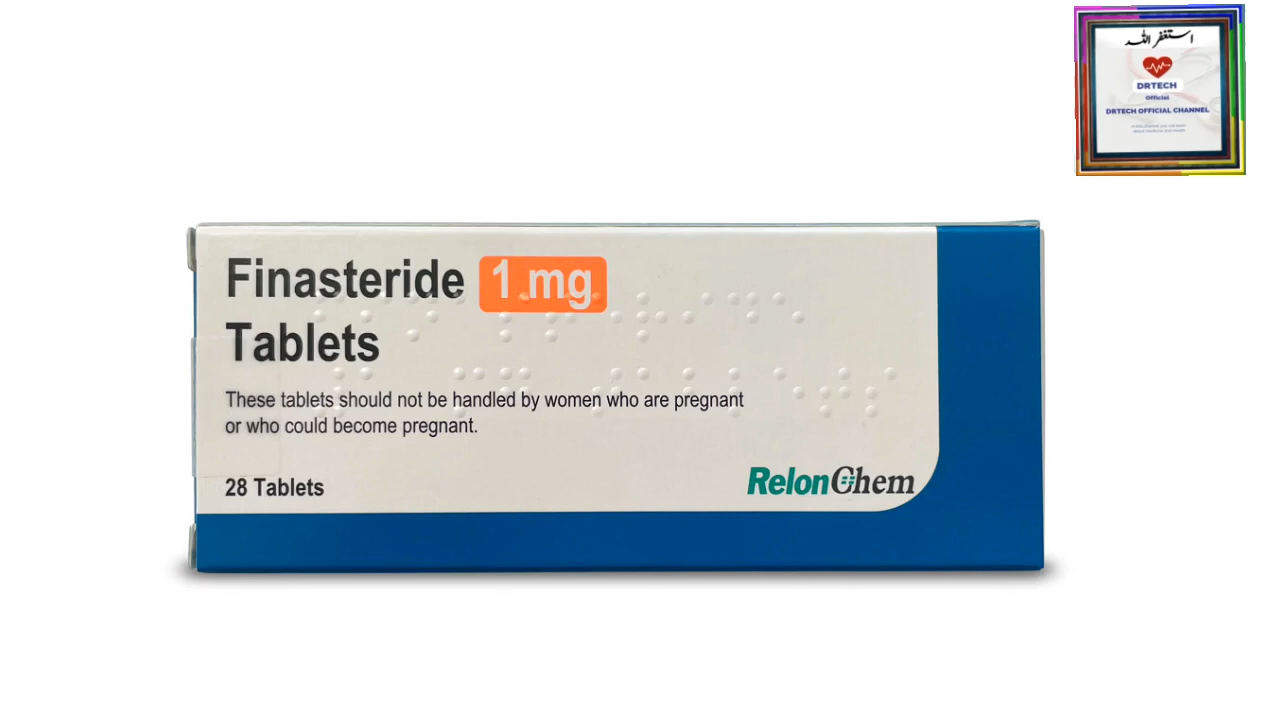 استغفر الله
DRTECH
Official
DRTECH OFFICIAL CHANNEL
Finasteride 1 mg
Tablets
These tablets should not be handled by women who are pregnant
or who could become pregnant.
28 Tablets
RelonChem